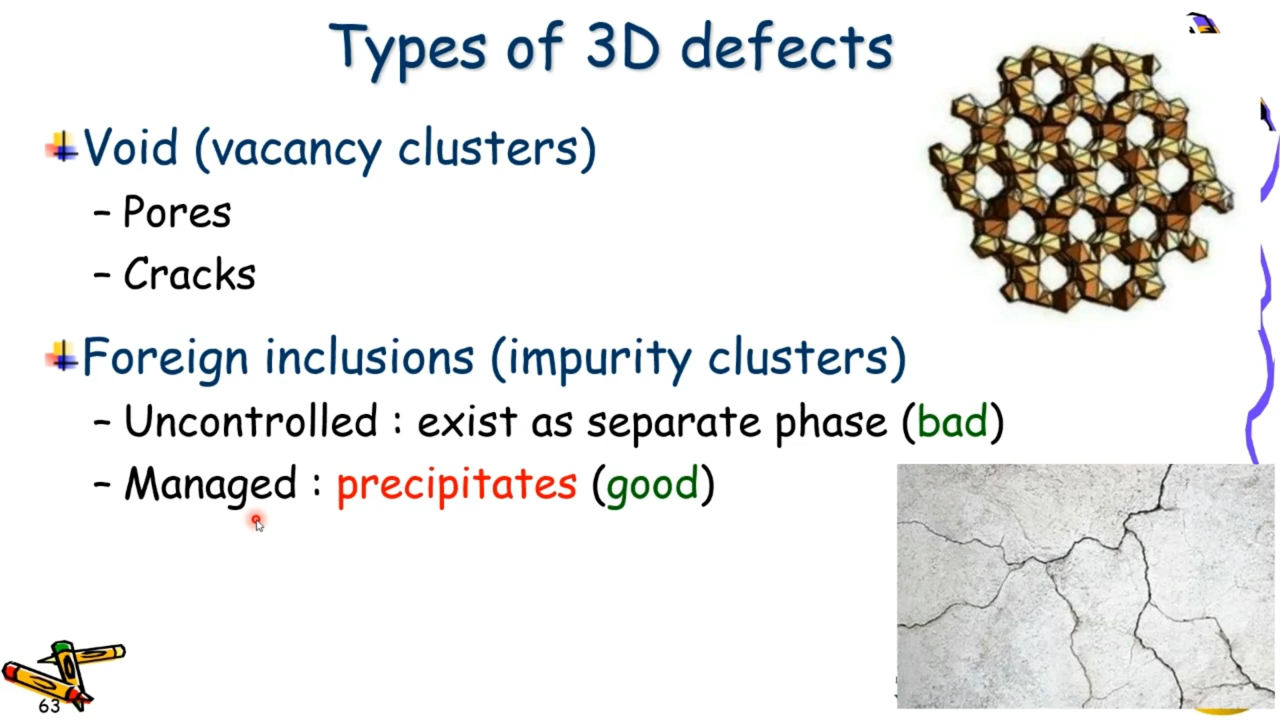 Types of 3D defects
Void (vacancy clusters)
– Pores
– Cracks
Foreign inclusions (impurity clusters)
– Uncontrolled : exist as separate phase (bad)
– Managed : precipitates (good)
63